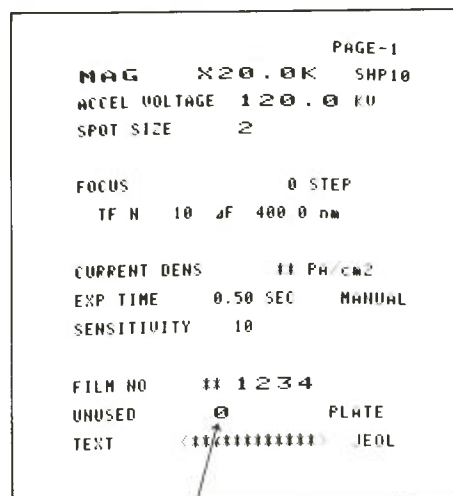 PAGE-1
MAG X20.0K SHP10
ACCEL VOLTAGE 120.0 KV
SPOT SIZE 2
FOCUS 0 STEP
TF N 10 ΔF 400.0 nm
CURRENT DENS ## PA/cm2
EXP TIME 0.50 SEC MANUAL
SENSITIVITY 10
FILM NO ## 1234
UNUSED 0 PLATE
TEXT <************> JEOL